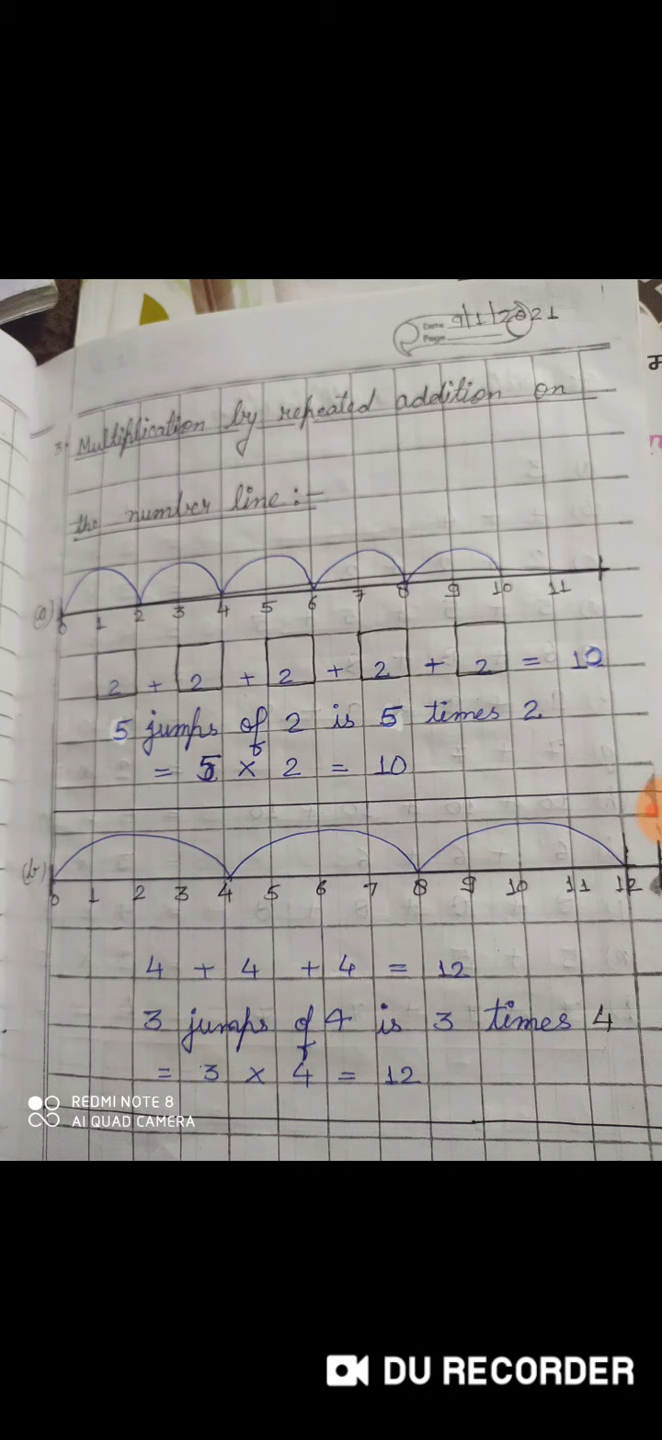 Date 9/1/2021
Page
3. Multiplication by repeated addition on
the number line :-
(a) 0 1 2 3 4 5 6 7 8 9 10 11
2 + 2 + 2 + 2 + 2 = 10
5 jumps of 2 is 5 times 2
= 5 × 2 = 10
(b) 0 1 2 3 4 5 6 7 8 9 10 11 12
4 + 4 + 4 = 12
3 jumps of 4 is 3 times 4
= 3 × 4 = 12
REDMI NOTE 8
AI QUAD CAMERA
DU RECORDER